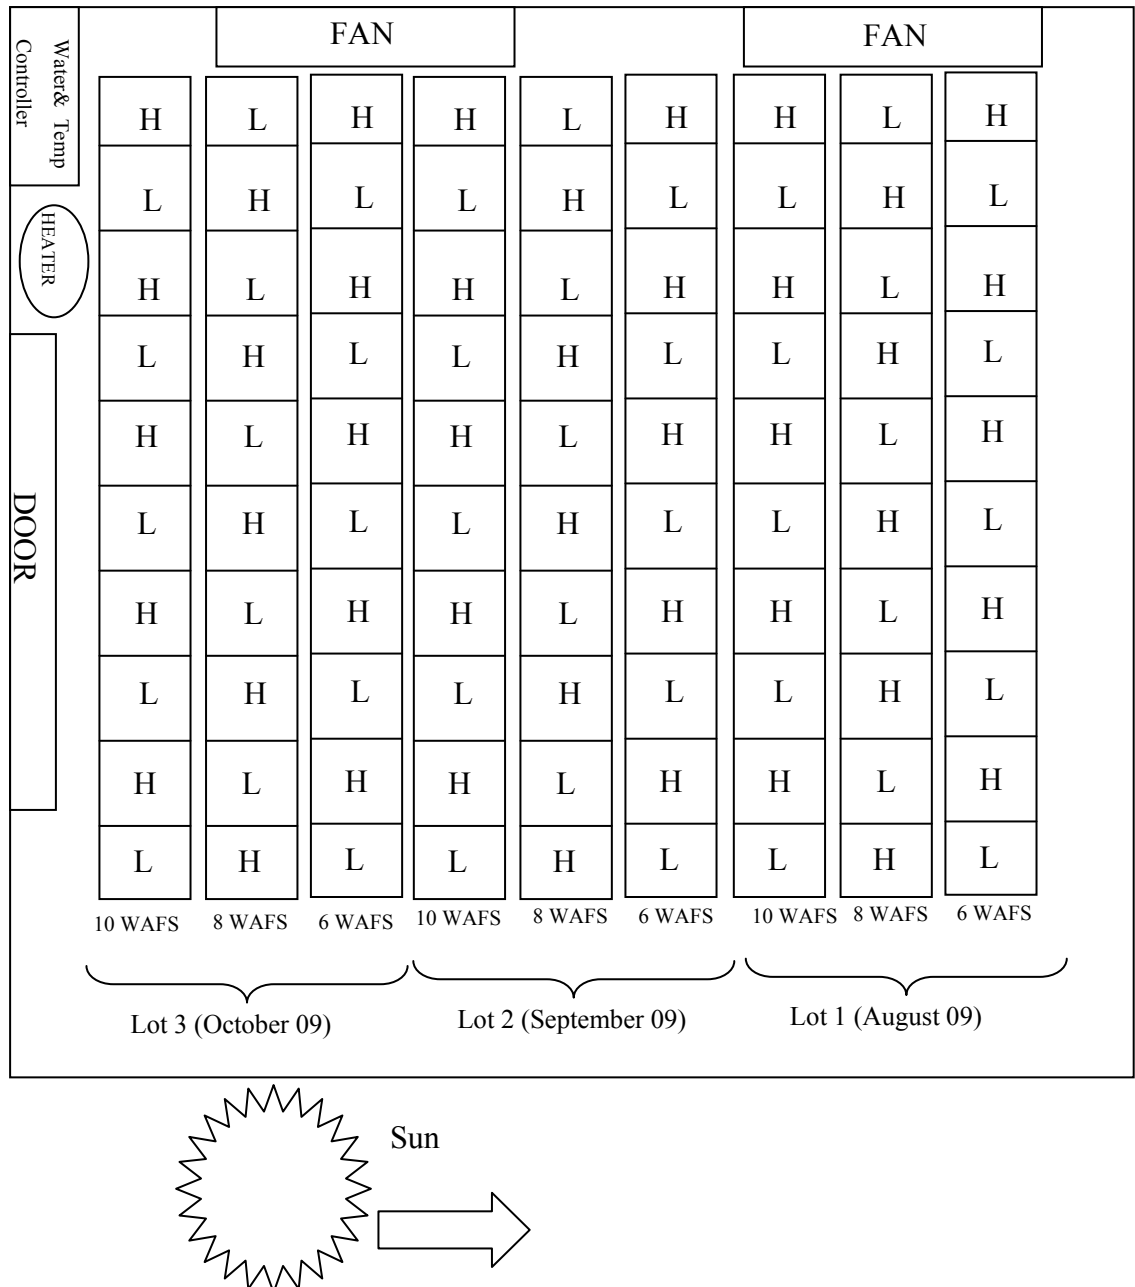 FAN FAN
Water& Temp
Controller
H L H H L H H L H
L H L L H L L H L
H L H H L H H L H
L H L L H L L H L
H L H H L H H L H
L H L L H L L H L
H L H H L H H L H
L H L L H L L H L
H L H H L H H L H
L H L L H L L H L
HEATER
DOOR
10 WAFS 8 WAFS 6 WAFS 10 WAFS 8 WAFS 6 WAFS 10 WAFS 8 WAFS 6 WAFS
Lot 3 (October 09) Lot 2 (September 09) Lot 1 (August 09)
Sun